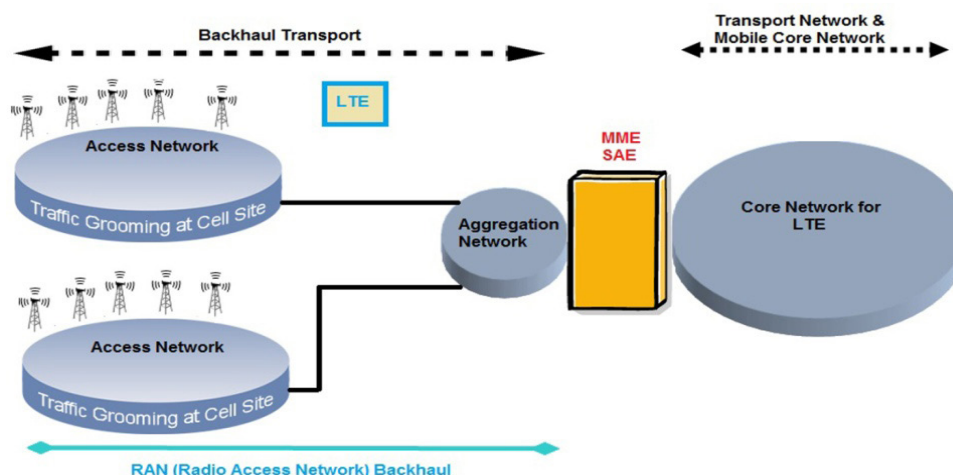 Backhaul Transport
Transport Network &
Mobile Core Network
LTE
Access Network
Traffic Grooming at Cell Site
MME
SAE
Aggregation
Network
Core Network for
LTE
Access Network
Traffic Grooming at Cell Site
RAN (Radio Access Network) Backhaul